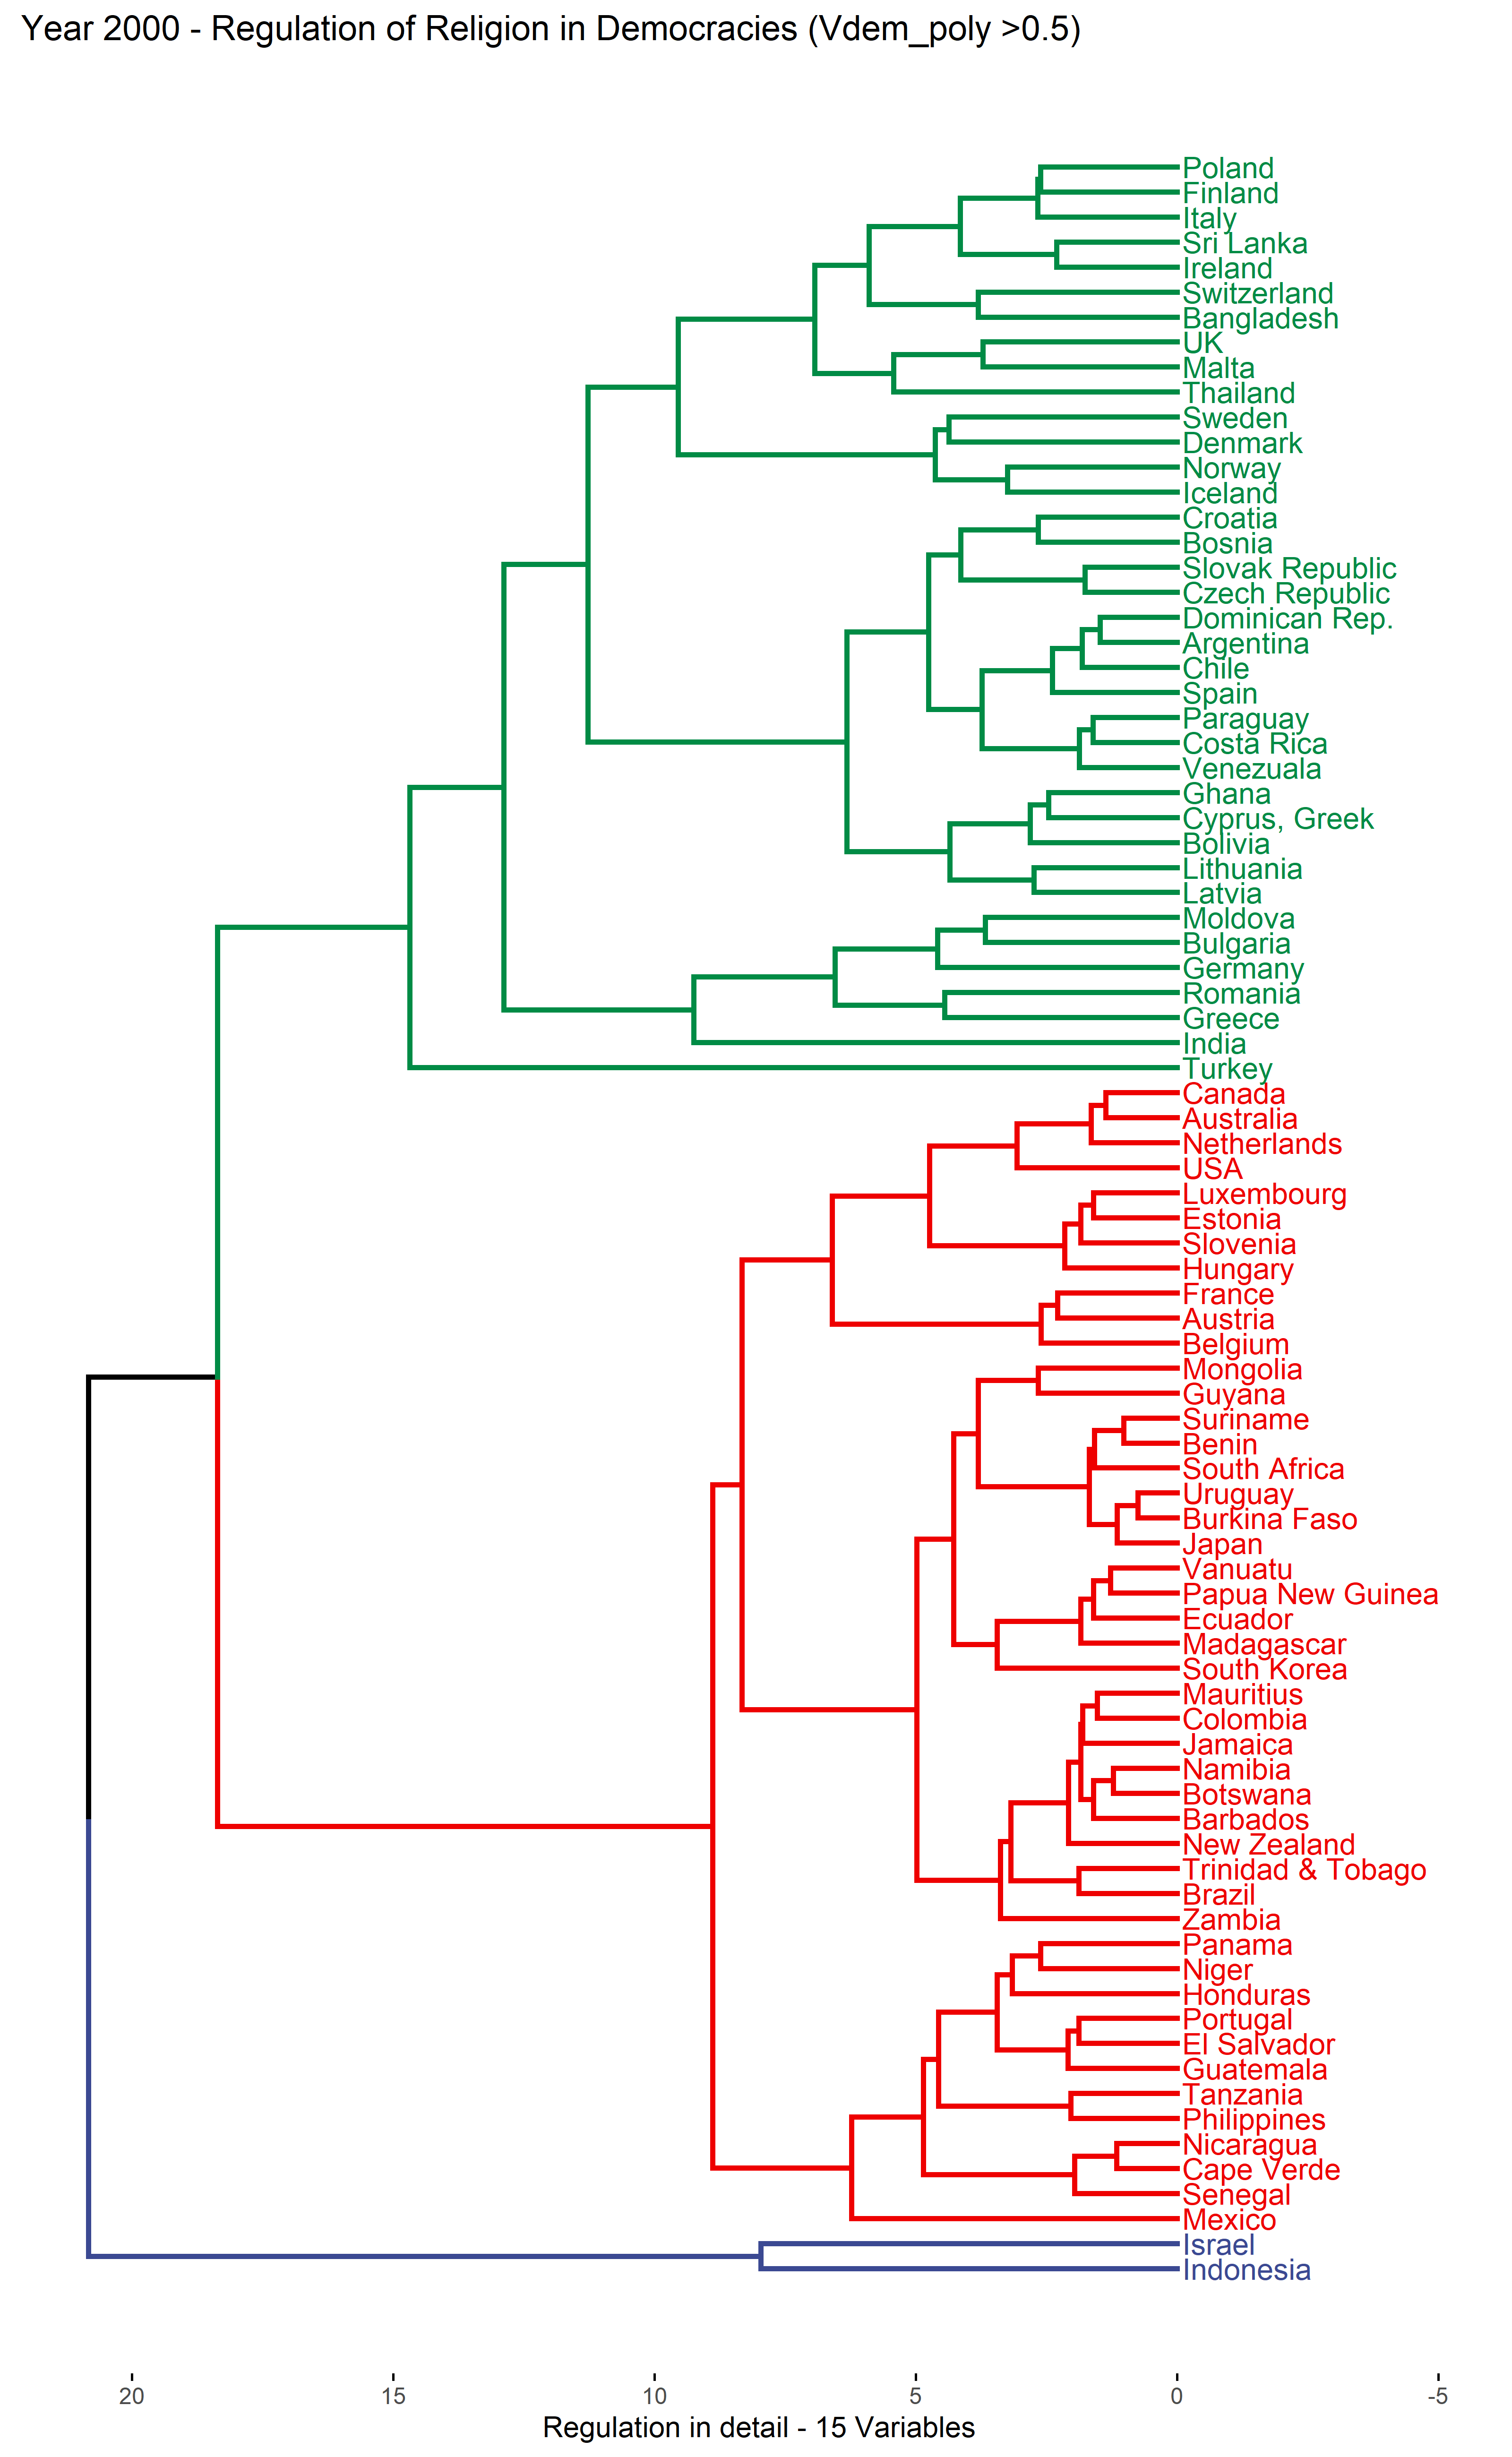 Year 2000 - Regulation of Religion in Democracies (Vdem_poly >0.5)
Poland
Finland
Italy
Sri Lanka
Ireland
Switzerland
Bangladesh
UK
Malta
Thailand
Sweden
Denmark
Norway
Iceland
Croatia
Bosnia
Slovak Republic
Czech Republic
Dominican Rep.
Argentina
Chile
Spain
Paraguay
Costa Rica
Venezuala
Ghana
Cyprus, Greek
Bolivia
Lithuania
Latvia
Moldova
Bulgaria
Germany
Romania
Greece
India
Turkey
Canada
Australia
Netherlands
USA
Luxembourg
Estonia
Slovenia
Hungary
France
Austria
Belgium
Mongolia
Guyana
Suriname
Benin
South Africa
Uruguay
Burkina Faso
Japan
Vanuatu
Papua New Guinea
Ecuador
Madagascar
South Korea
Mauritius
Colombia
Jamaica
Namibia
Botswana
Barbados
New Zealand
Trinidad & Tobago
Brazil
Zambia
Panama
Niger
Honduras
Portugal
El Salvador
Guatemala
Tanzania
Philippines
Nicaragua
Cape Verde
Senegal
Mexico
Israel
Indonesia
20 15 10 5 0 -5
Regulation in detail - 15 Variables